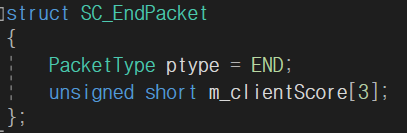 struct SC_EndPacket
{
PacketType ptype = END;
unsigned short m_clientScore[3];
};